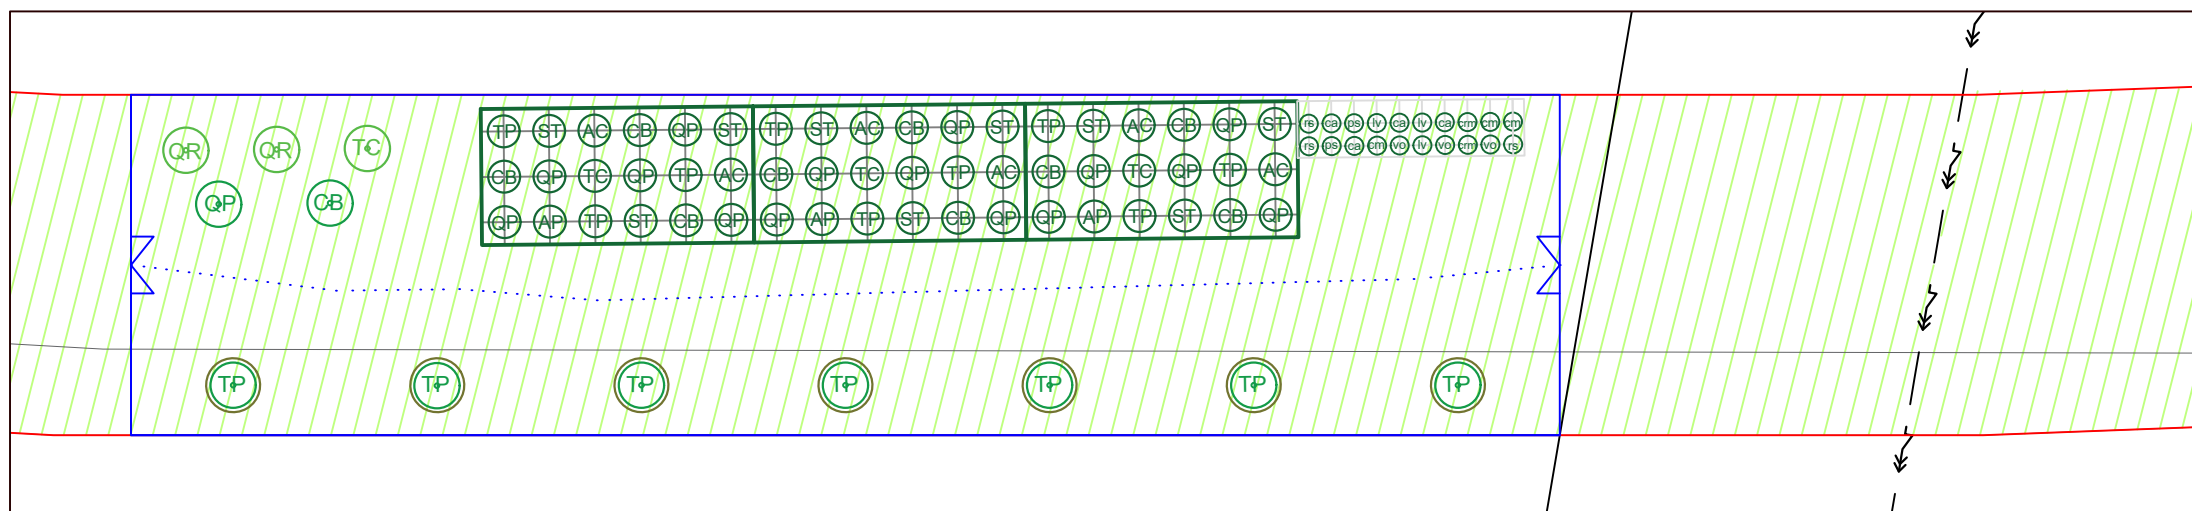 QR QR TC
QP CB
TP ST AC CB QP ST TP ST AC CB QP ST TP ST AC CB QP ST
CB QP TC QP TP AC CB QP TC QP TP AC CB QP TC QP TP AC
QP AP TP ST CB QP QP AP TP ST CB QP QP AP TP ST CB QP
rs ca ps lv ca lv ca crm cm cm
rs ps ca cm vo lv vo crm vo rs
TP TP TP TP TP TP TP